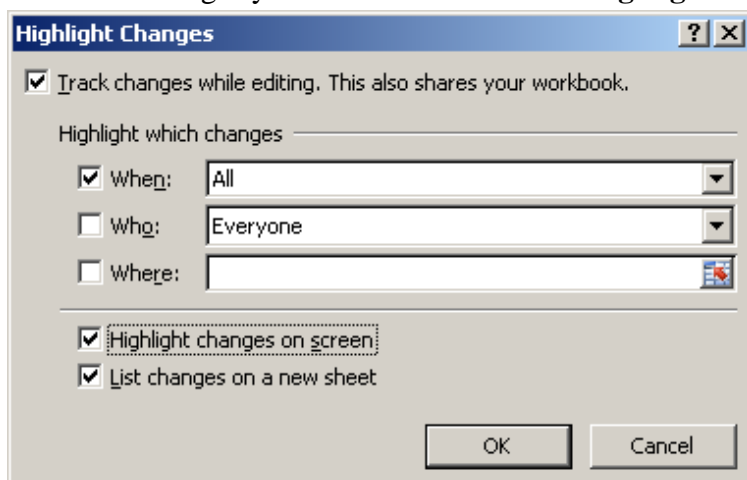 Highlight Changes
Track changes while editing. This also shares your workbook.
Highlight which changes
When: All
Who: Everyone
Where:
Highlight changes on screen
List changes on a new sheet
OK Cancel